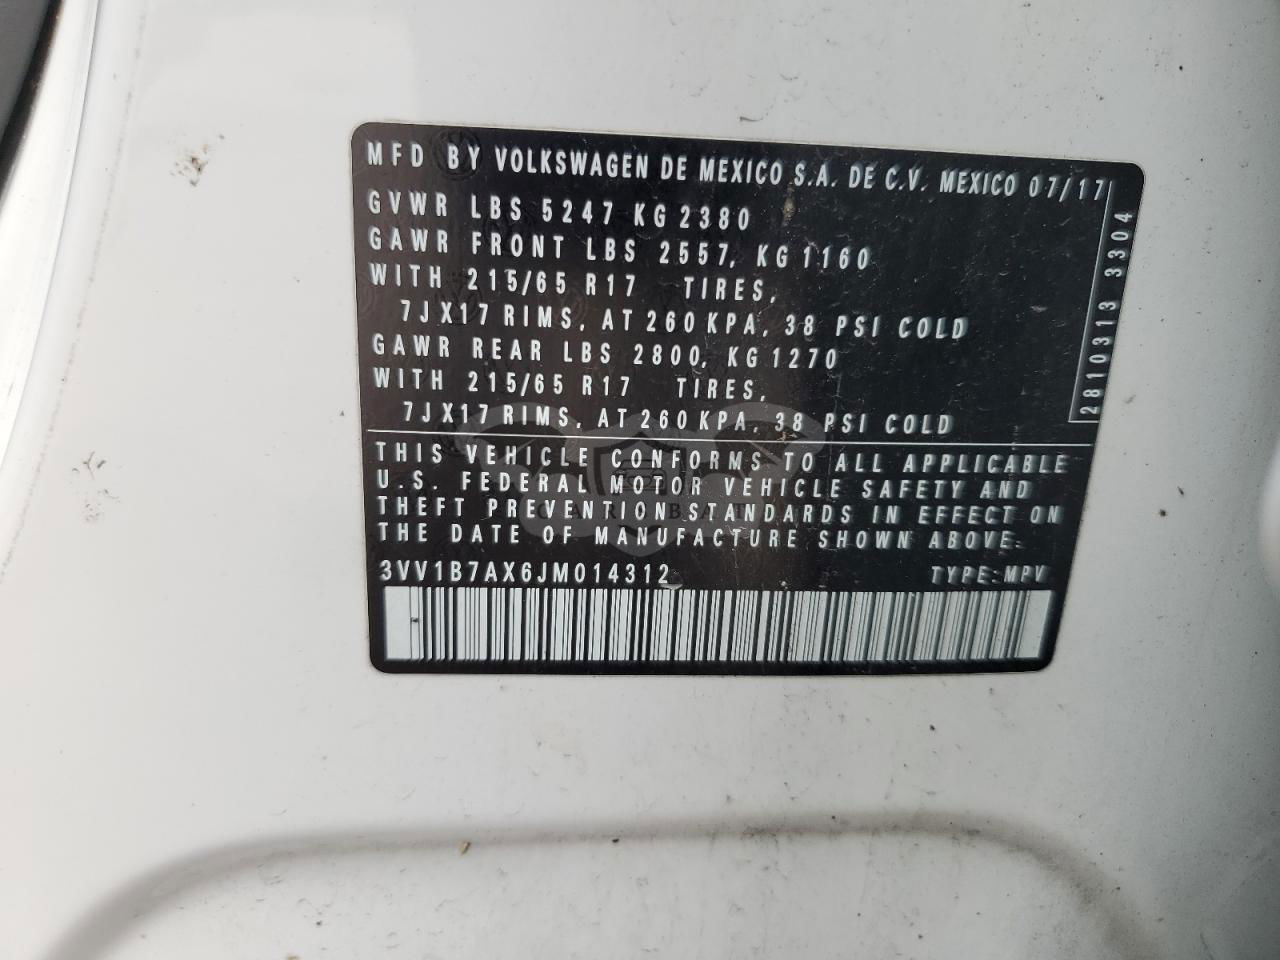 MFD BY VOLKSWAGEN DE MEXICO S.A. DE C.V. MEXICO 07/17
GVWR LBS 5247 KG 2380
GAWR FRONT LBS 2557, KG 1160
WITH 215/65 R17 TIRES,
7JX17 RIMS, AT 260 KPA, 38 PSI COLD
GAWR REAR LBS 2800, KG 1270
WITH 215/65 R17 TIRES,
7JX17 RIMS, AT 260 KPA, 38 PSI COLD
2810313 3304
THIS VEHICLE CONFORMS TO ALL APPLICABLE
U.S. FEDERAL MOTOR VEHICLE SAFETY AND
THEFT PREVENTION STANDARDS IN EFFECT ON
THE DATE OF MANUFACTURE SHOWN ABOVE.
3VV1B7AX6JM014312 TYPE: MPV